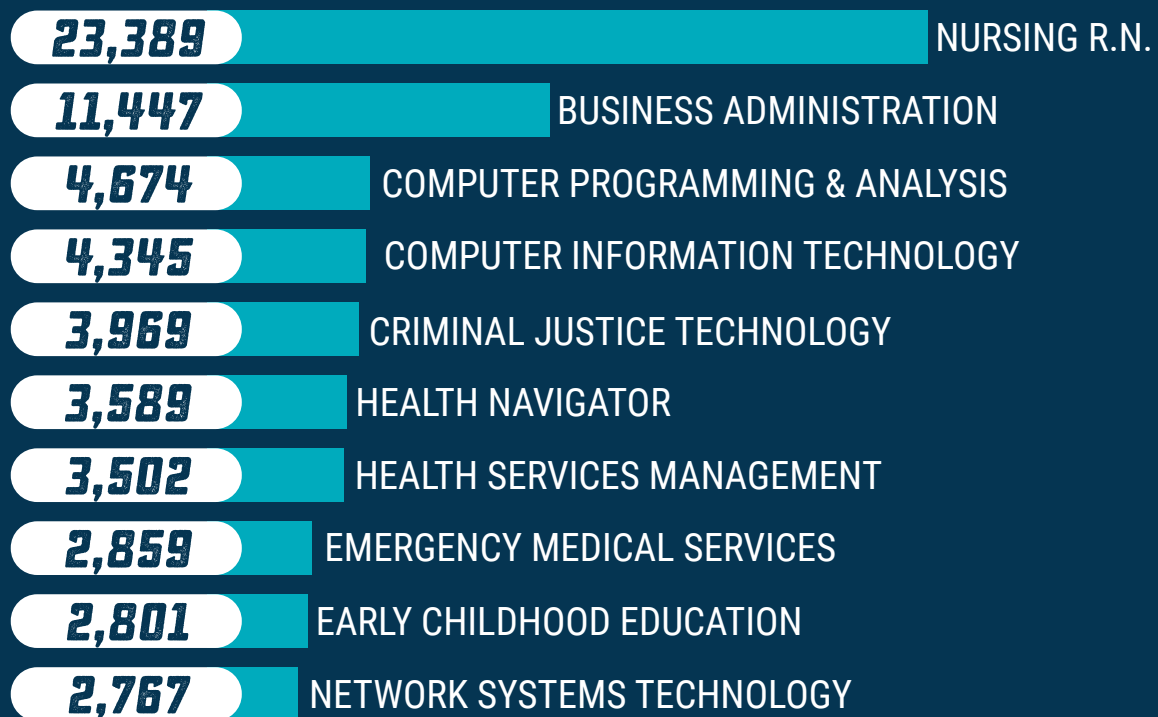 23,389 NURSING R.N.
11,447 BUSINESS ADMINISTRATION
4,674 COMPUTER PROGRAMMING & ANALYSIS
4,345 COMPUTER INFORMATION TECHNOLOGY
3,969 CRIMINAL JUSTICE TECHNOLOGY
3,589 HEALTH NAVIGATOR
3,502 HEALTH SERVICES MANAGEMENT
2,859 EMERGENCY MEDICAL SERVICES
2,801 EARLY CHILDHOOD EDUCATION
2,767 NETWORK SYSTEMS TECHNOLOGY